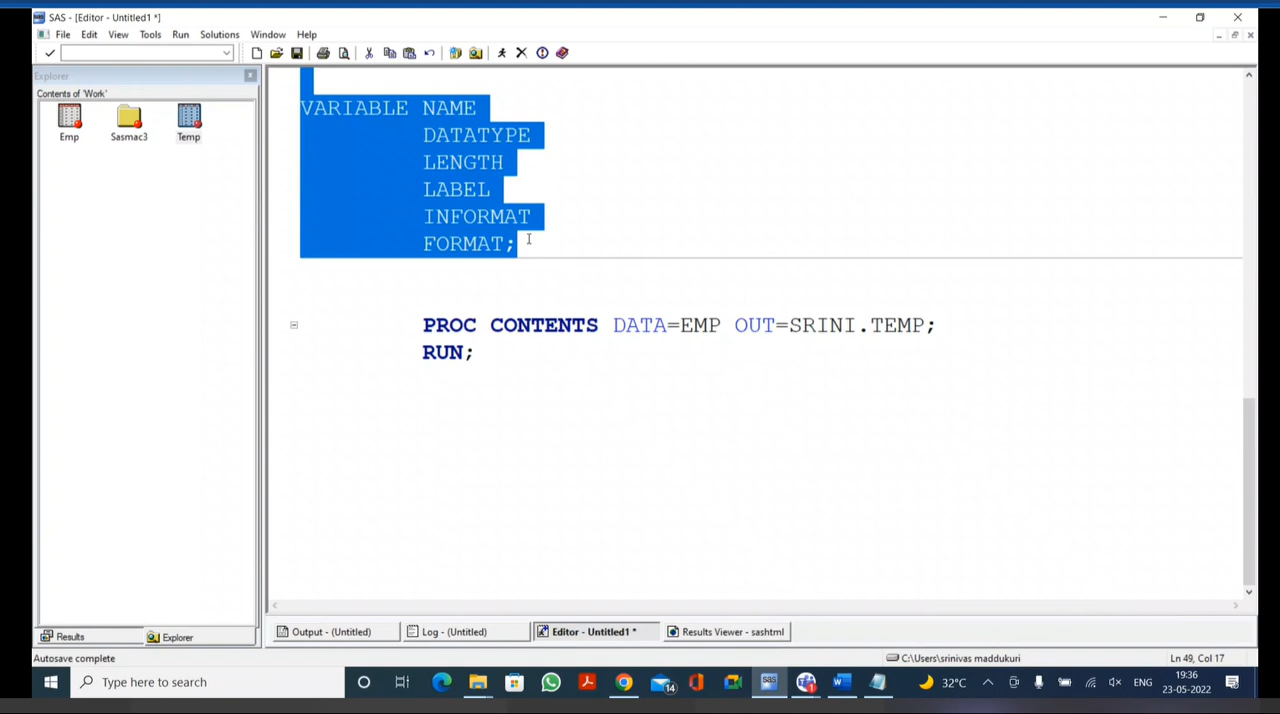 SAS - [Editor - Untitled1 *]
File Edit View Tools Run Solutions Window Help
Explorer
Contents of 'Work'
Emp Sasmac3 Temp
VARIABLE NAME
DATATYPE
LENGTH
LABEL
INFORMAT
FORMAT;
PROC CONTENTS DATA=EMP OUT=SRINI.TEMP;
RUN;
Results Explorer
Output - (Untitled) Log - (Untitled) Editor - Untitled1 * Results Viewer - sashtml
Autosave complete C:\Users\srinivas maddukuri Ln 49, Col 17
Type here to search 14 32°C ENG 19:36
23-05-2022